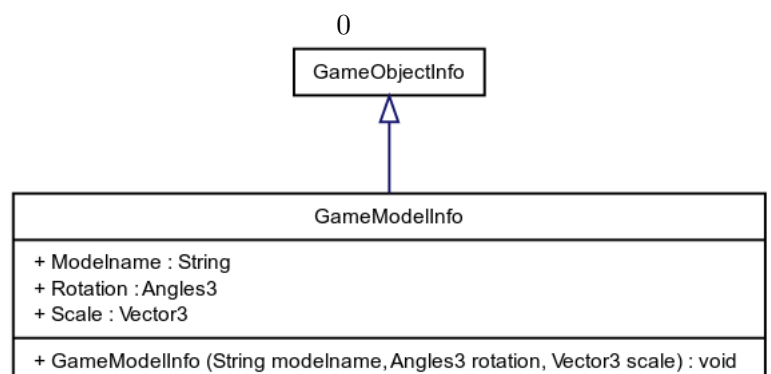 0
GameObjectInfo
GameModelInfo
+ Modelname : String
+ Rotation : Angles3
+ Scale : Vector3
+ GameModelInfo (String modelname, Angles3 rotation, Vector3 scale) : void